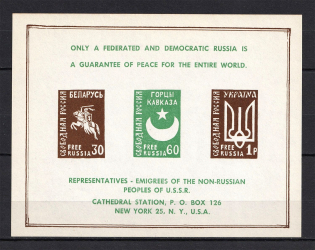 ONLY A FEDERATED AND DEMOCRATIC RUSSIA IS
A GUARANTEE OF PEACE FOR THE ENTIRE WORLD.
СВОБОДНАЯ РОССИЯ
БЕЛАРУСЬ
FREE
RUSSIA 30
СВОБОДНАЯ РОССИЯ
ГОРЦЫ
КАВКАЗА
FREE
RUSSIA 60
СВОБОДНАЯ РОССИЯ
УКРАЇНА
FREE
RUSSIA 1 Р
REPRESENTATIVES – EMIGREES OF THE NON-RUSSIAN
PEOPLES OF U.S.S.R.
CATHEDRAL STATION, P. O. BOX 126
NEW YORK 25. N. Y., U.S.A.